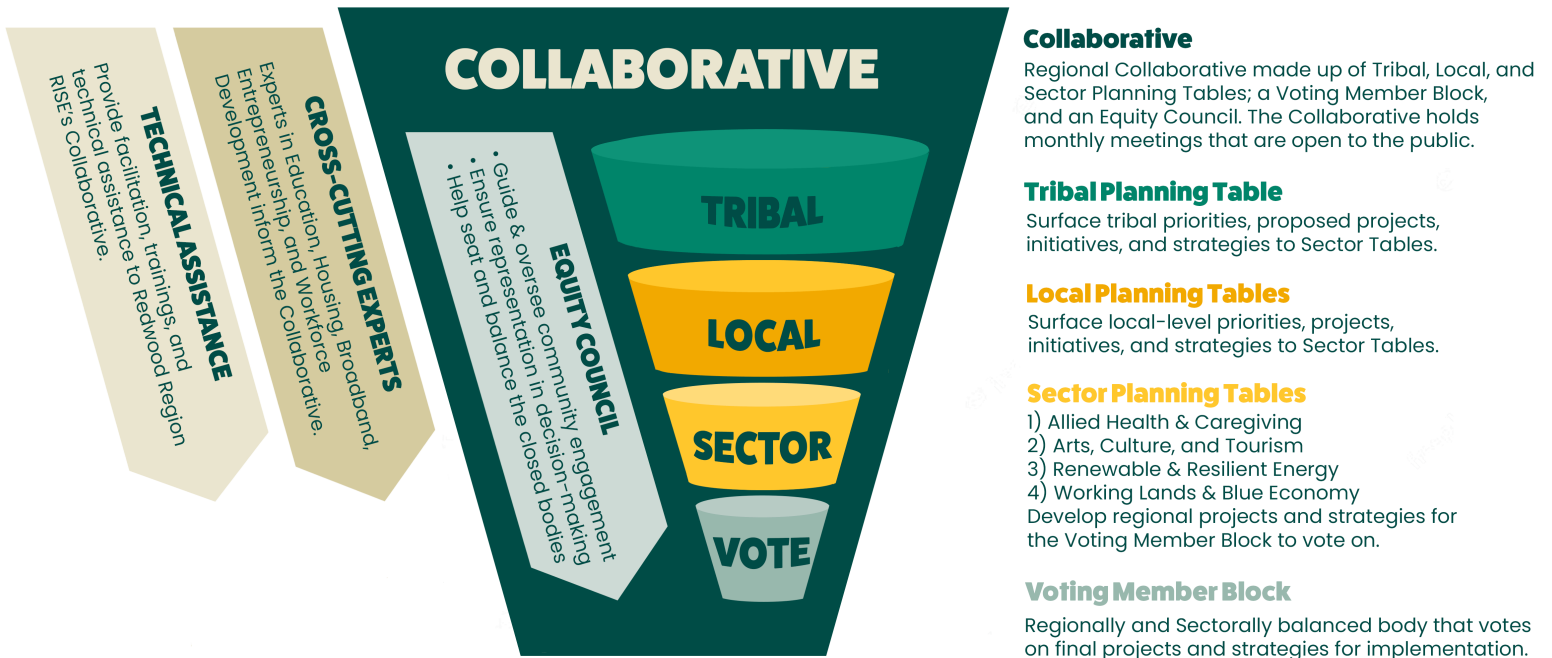 TECHNICAL ASSISTANCE
Provide facilitation, trainings, and
technical assistance to Redwood Region
RISE's Collaborative.
CROSS-CUTTING EXPERTS
Experts in Education, Housing, Broadband,
Entrepreneurship, and Workforce
Development inform the Collaborative.
COLLABORATIVE
EQUITY COUNCIL
• Guide & oversee community engagement
• Ensure representation in decision-making
• Help seat and balance the closed bodies
TRIBAL
LOCAL
SECTOR
VOTE
Collaborative
Regional Collaborative made up of Tribal, Local, and
Sector Planning Tables; a Voting Member Block,
and an Equity Council. The Collaborative holds
monthly meetings that are open to the public.
Tribal Planning Table
Surface tribal priorities, proposed projects,
initiatives, and strategies to Sector Tables.
Local Planning Tables
Surface local-level priorities, projects,
initiatives, and strategies to Sector Tables.
Sector Planning Tables
1) Allied Health & Caregiving
2) Arts, Culture, and Tourism
3) Renewable & Resilient Energy
4) Working Lands & Blue Economy
Develop regional projects and strategies for
the Voting Member Block to vote on.
Voting Member Block
Regionally and Sectorally balanced body that votes
on final projects and strategies for implementation.